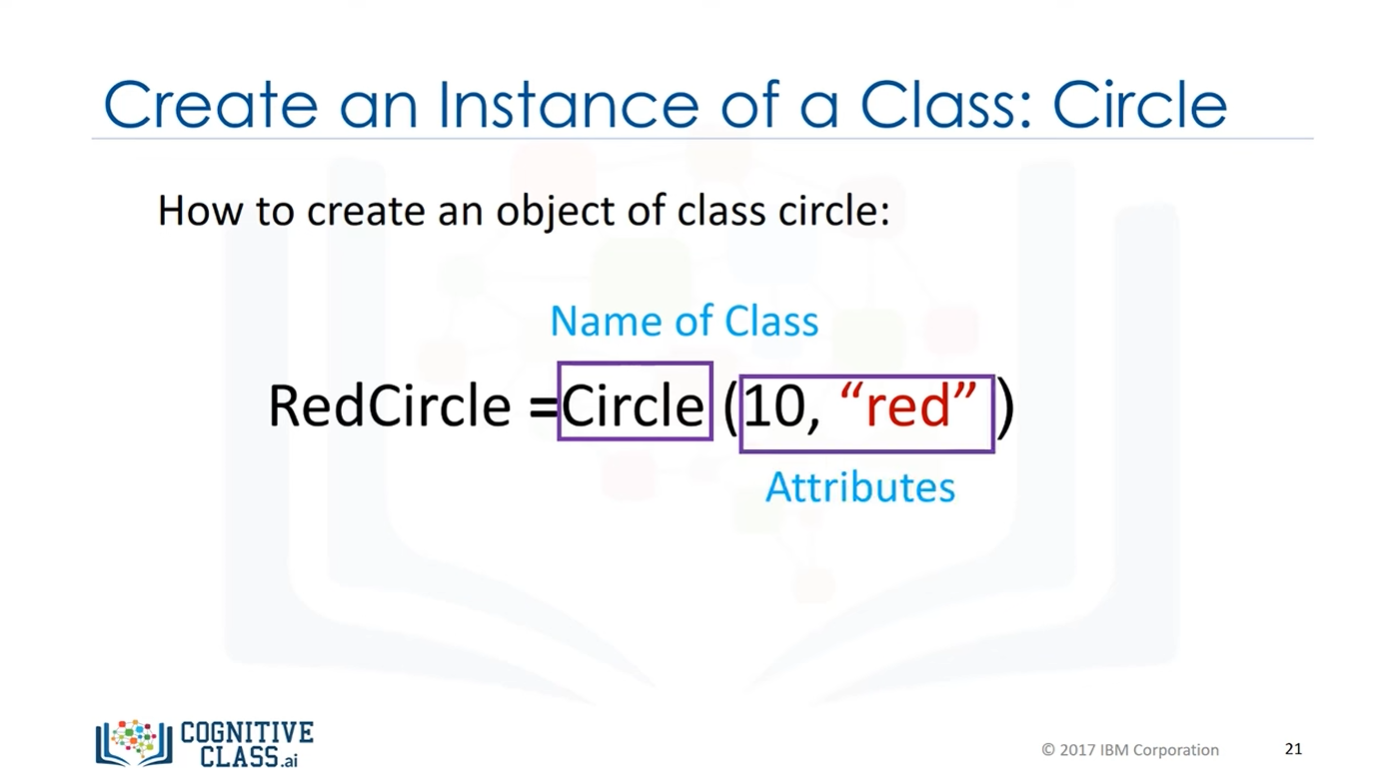 Create an Instance of a Class: Circle
How to create an object of class circle:
Name of Class
RedCircle =Circle (10, “red” )
Attributes
COGNITIVE
CLASS.ai
© 2017 IBM Corporation
21